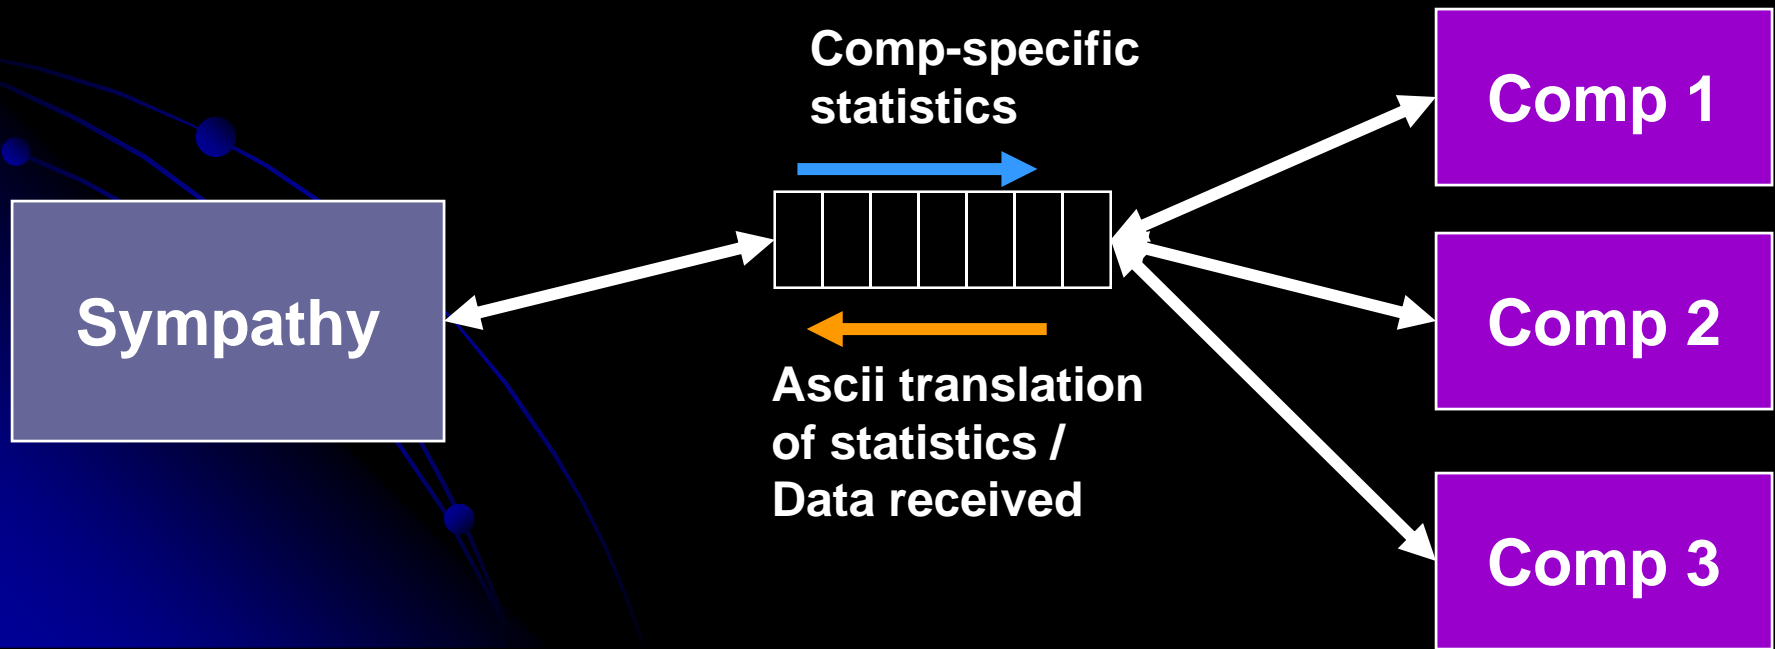 Comp-specific
statistics
Comp 1
Sympathy
Comp 2
Ascii translation
of statistics /
Data received
Comp 3